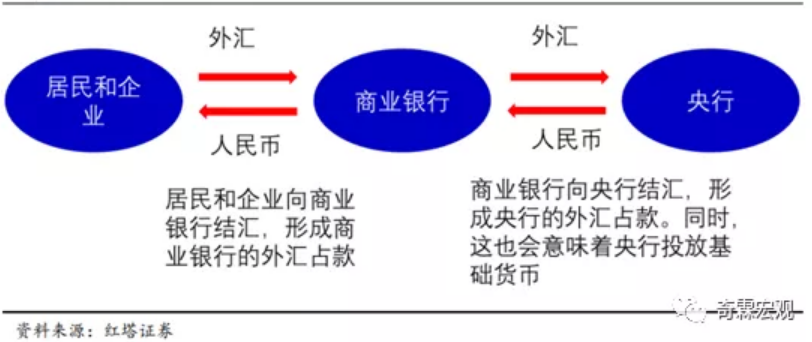 外汇
外汇
居民和企
业
商业银行
央行
人民币
人民币
居民和企业向商业
银行结汇，形成商
业银行的外汇占款
商业银行向央行结汇，形
成央行的外汇占款。同时，
这也会意味着央行投放基
础货币
奇霖宏观
资料来源：红塔证券